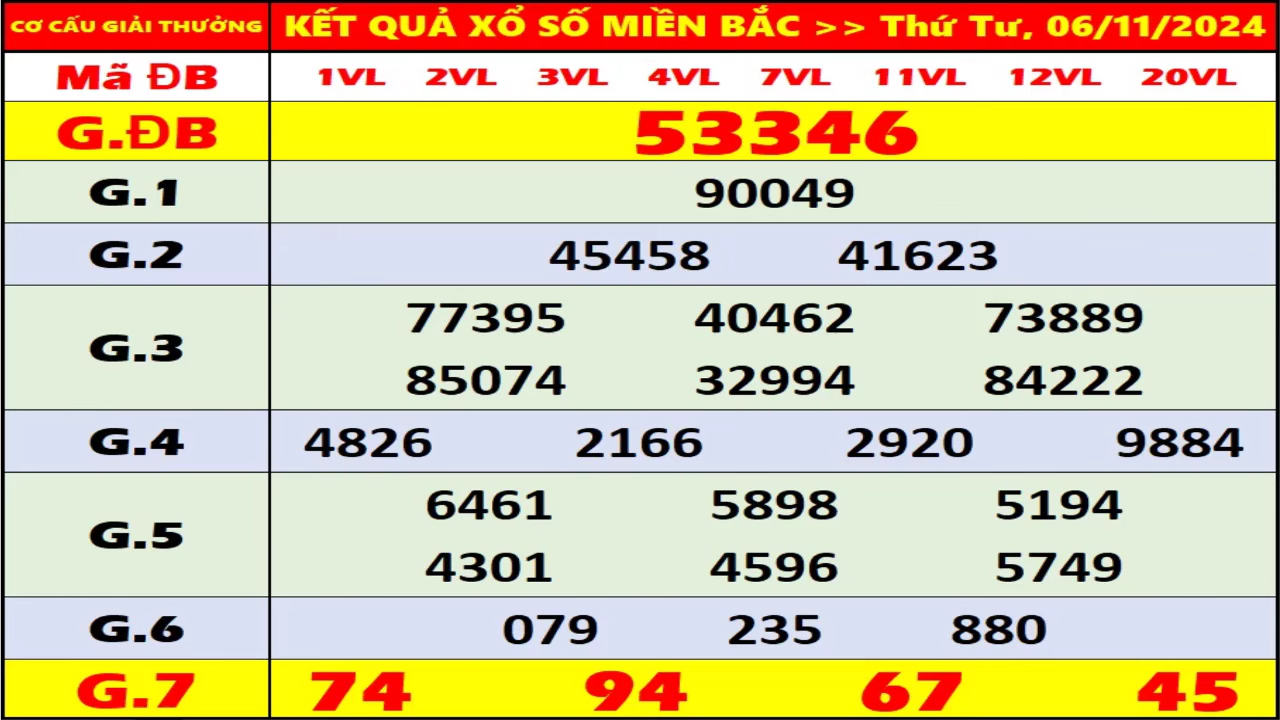 CƠ CẤU GIẢI THƯỞNG KẾT QUẢ XỔ SỐ MIỀN BẮC >> Thứ Tư, 06/11/2024
Mã ĐB 1VL 2VL 3VL 4VL 7VL 11VL 12VL 20VL
G.ĐB 53346
G.1 90049
G.2 45458 41623
G.3
77395 40462 73889
85074 32994 84222
G.4 4826 2166 2920 9884
G.5
6461 5898 5194
4301 4596 5749
G.6 079 235 880
G.7 74 94 67 45